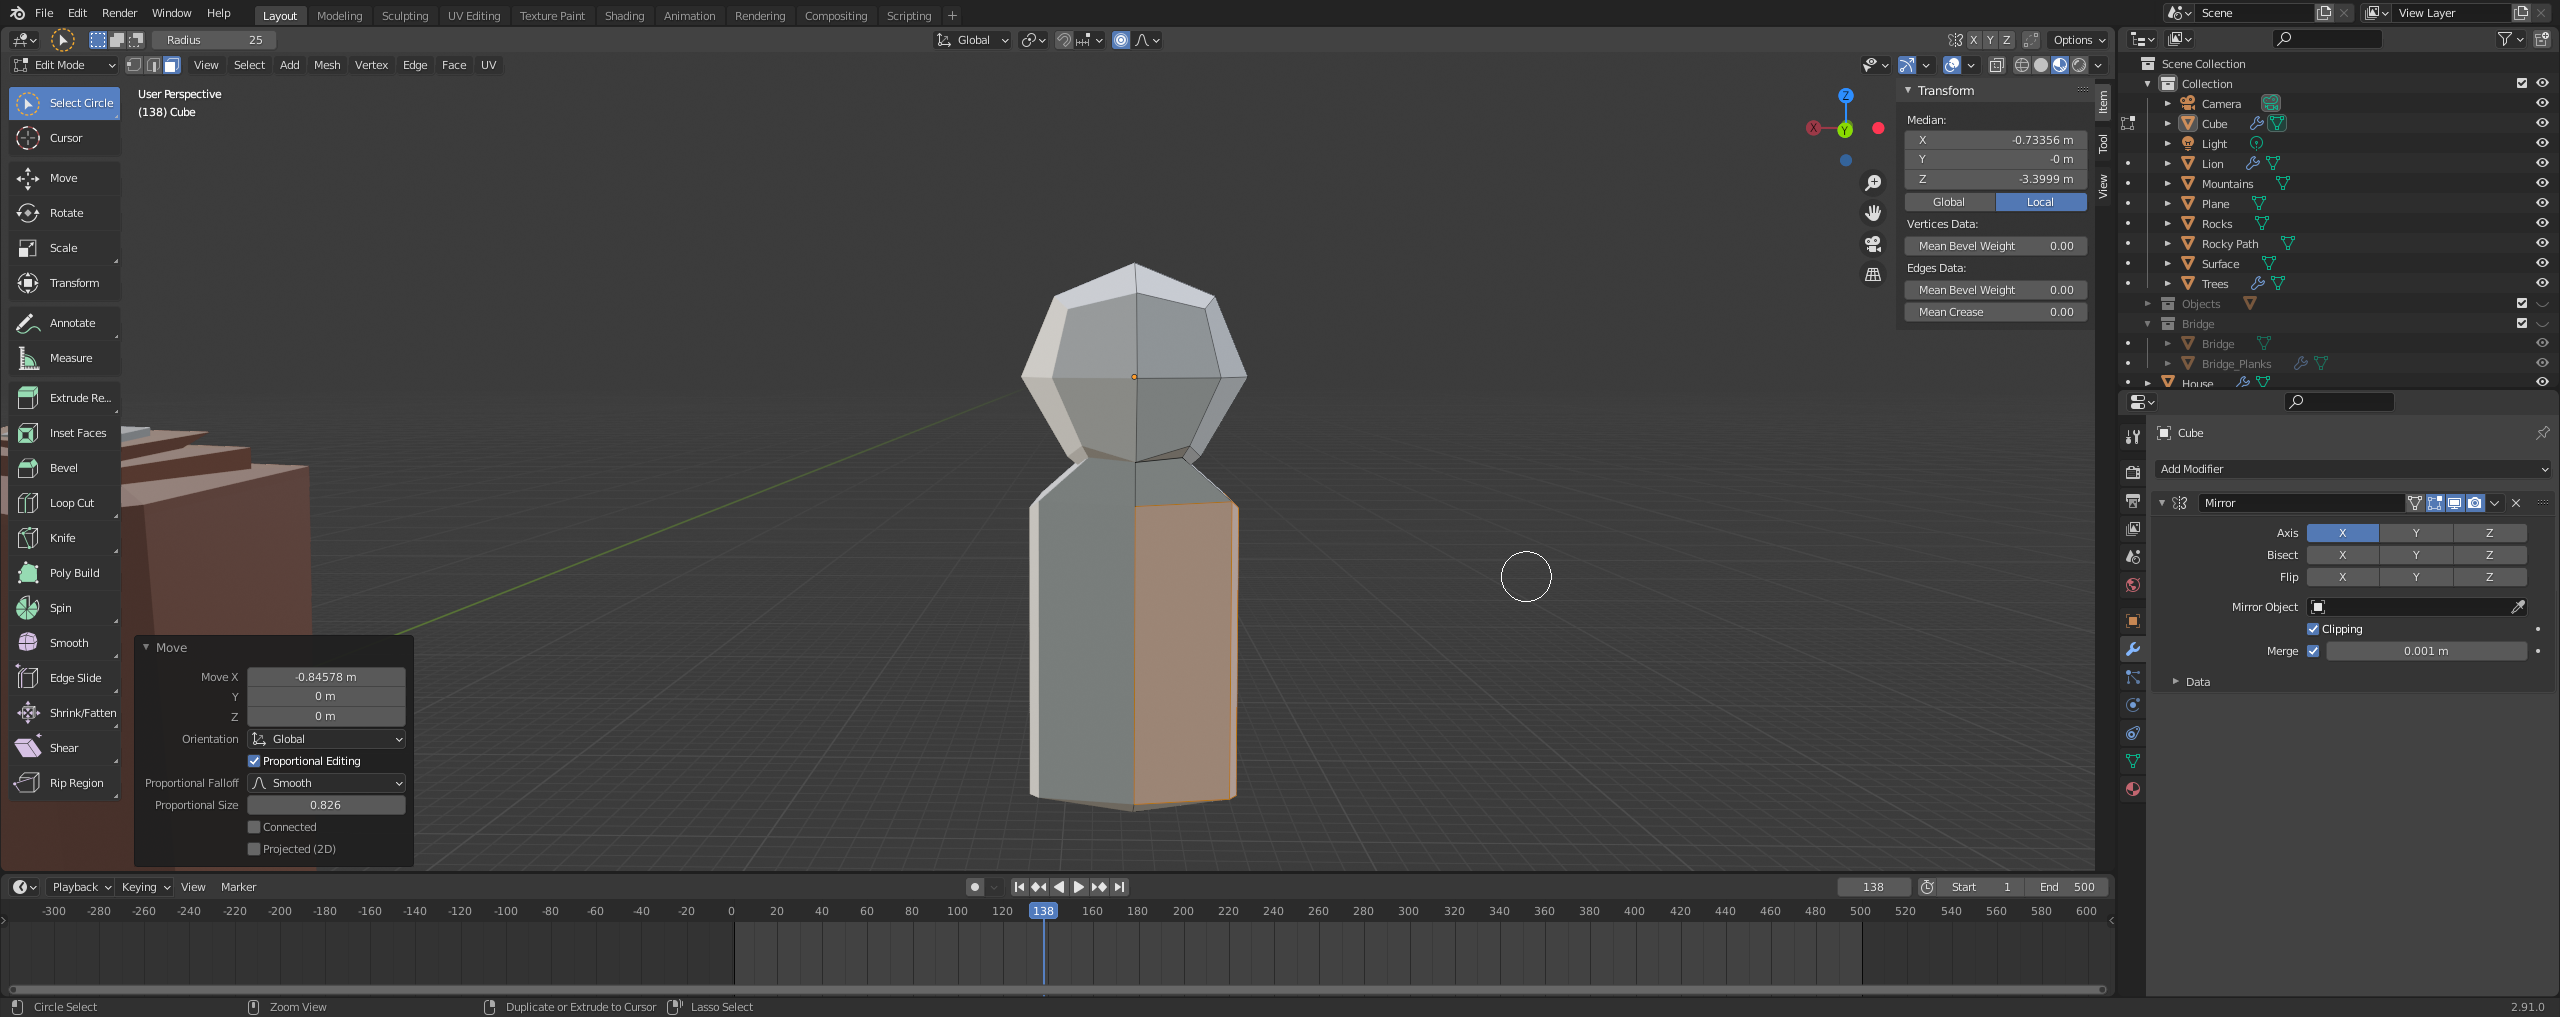 File Edit Render Window Help Layout Modeling Sculpting UV Editing Texture Paint Shading Animation Rendering Compositing Scripting + Scene View Layer
Radius 25 Global X Y Z Options
Edit Mode View Select Add Mesh Vertex Edge Face UV
User Perspective
(138) Cube
Select Circle
Cursor
Move
Rotate
Scale
Transform
Annotate
Measure
Extrude Re...
Inset Faces
Bevel
Loop Cut
Knife
Poly Build
Spin
Smooth
Edge Slide
Shrink/Fatten
Shear
Rip Region
Z
X
Y
Transform
Median:
X -0.73356 m
Y -0 m
Z -3.3999 m
Global Local
Vertices Data:
Mean Bevel Weight 0.00
Edges Data:
Mean Bevel Weight 0.00
Mean Crease 0.00
Item
Tool
View
Move
Move X -0.84578 m
Y 0 m
Z 0 m
Orientation Global
Proportional Editing
Proportional Falloff Smooth
Proportional Size 0.826
Connected
Projected (2D)
Scene Collection
Collection
Camera
Cube
Light
Lion
Mountains
Plane
Rocks
Rocky Path
Surface
Trees
Objects
Bridge
Bridge
Bridge_Planks
House
Cube
Add Modifier
Mirror
Axis X Y Z
Bisect X Y Z
Flip X Y Z
Mirror Object
Clipping
Merge 0.001 m
Data
Playback Keying View Marker 138 Start 1 End 500
-300 -280 -260 -240 -220 -200 -180 -160 -140 -120 -100 -80 -60 -40 -20 0 20 40 60 80 100 120 138 160 180 200 220 240 260 280 300 320 340 360 380 400 420 440 460 480 500 520 540 560 580 600
Circle Select Zoom View Duplicate or Extrude to Cursor Lasso Select 2.91.0